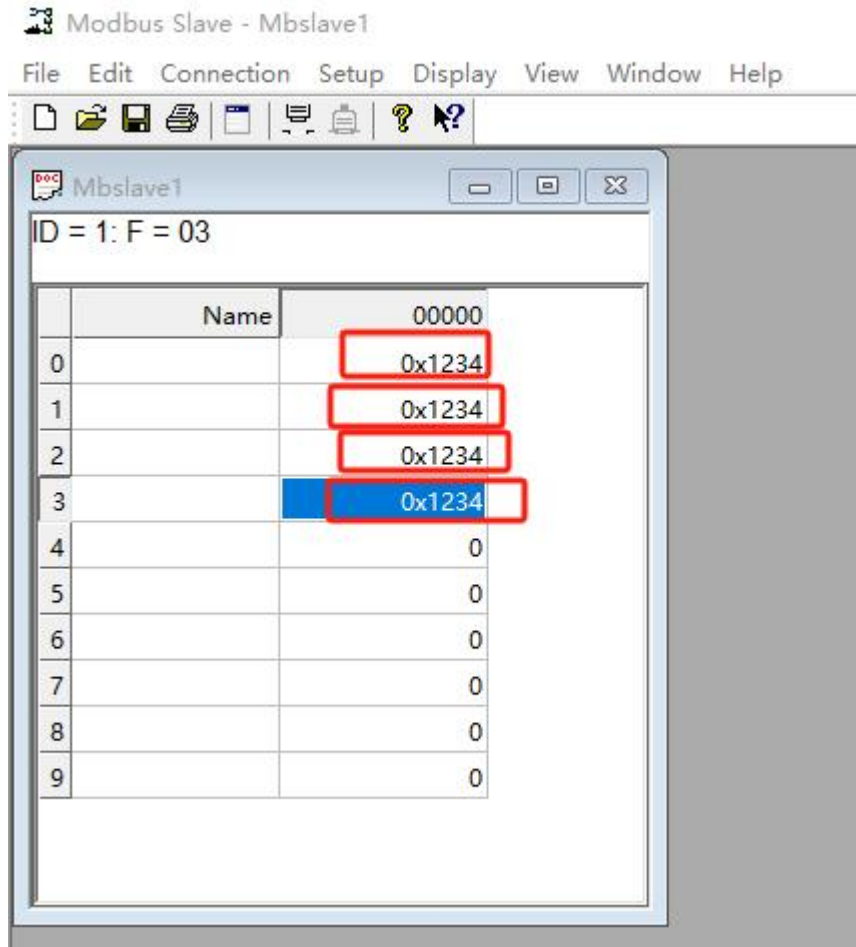 Modbus Slave - Mbslave1
File Edit Connection Setup Display View Window Help
Mbslave1
ID = 1: F = 03
Name 00000
0 0x1234
1 0x1234
2 0x1234
3 0x1234
4 0
5 0
6 0
7 0
8 0
9 0